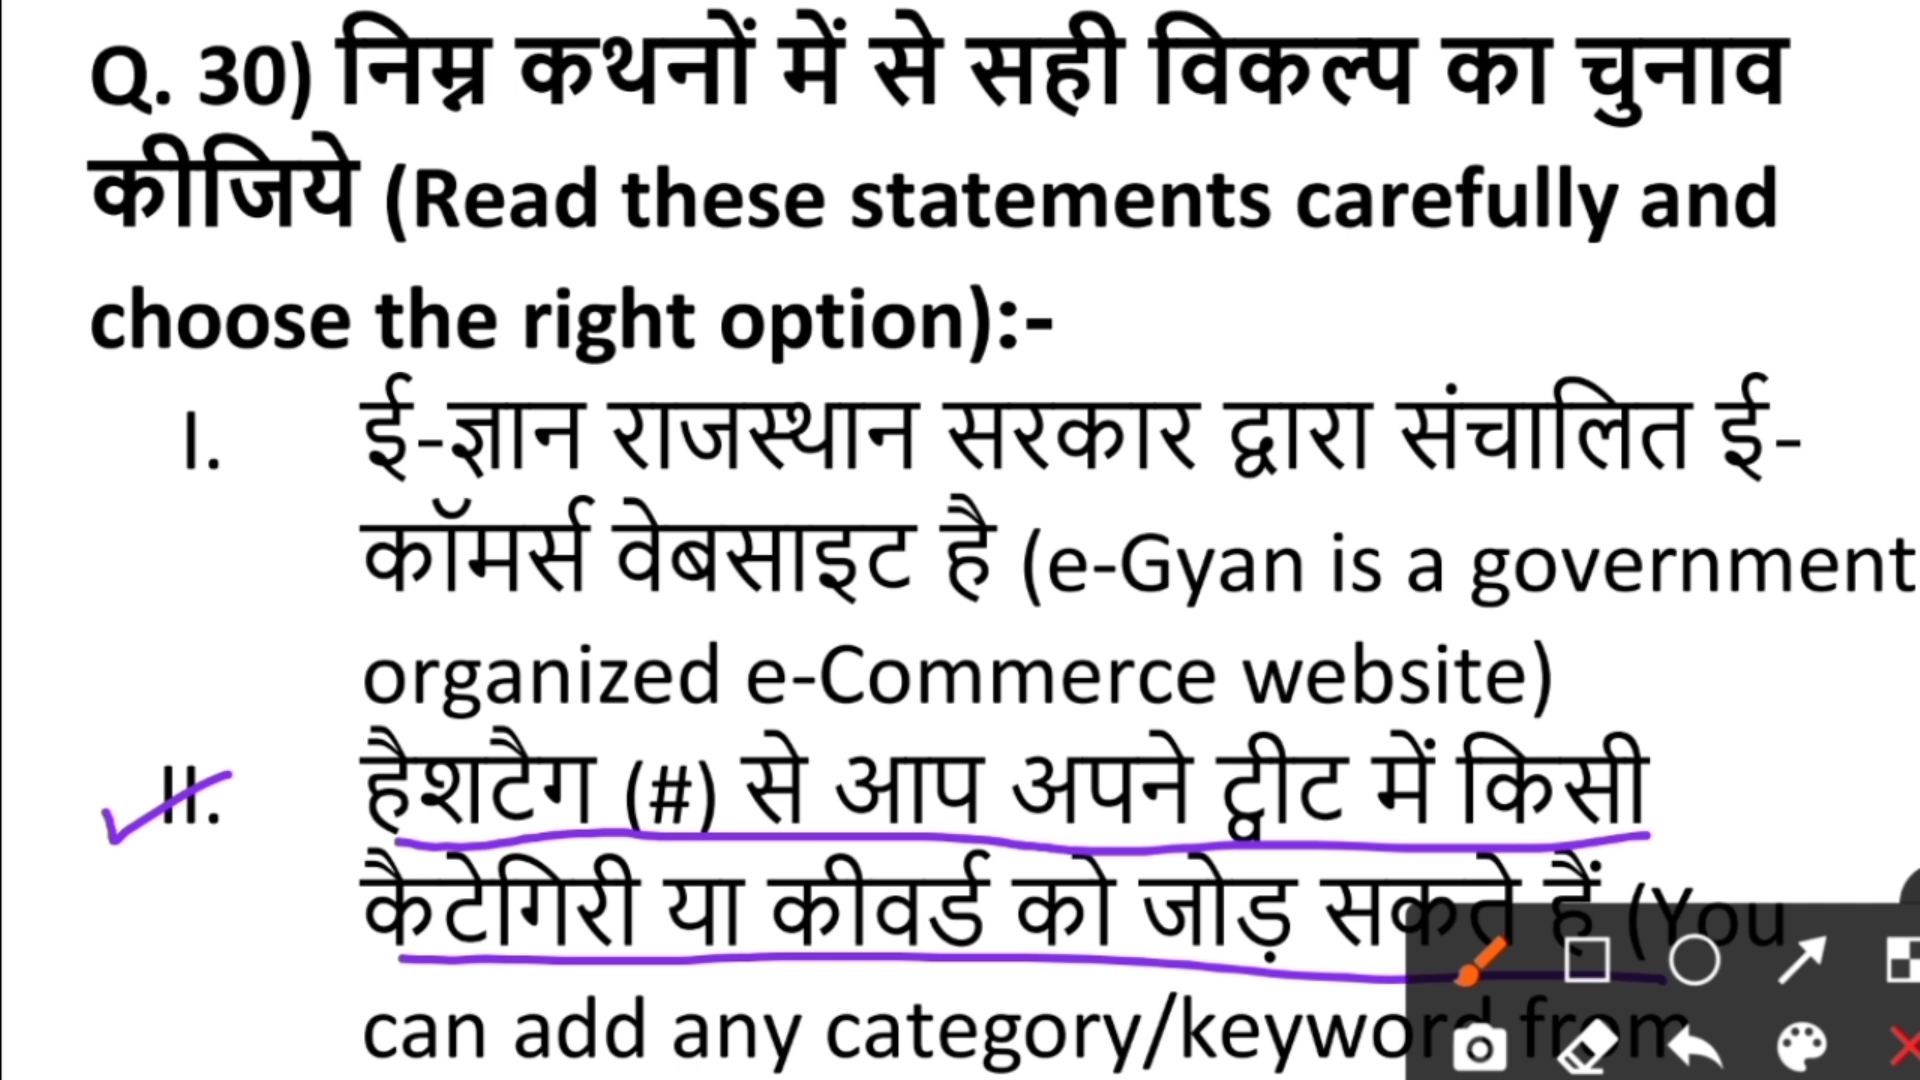 Q. 30) निम्न कथनों में से सही विकल्प का चुनाव
कीजिये (Read these statements carefully and
choose the right option):-
I. ई-ज्ञान राजस्थान सरकार द्वारा संचालित ई-
कॉमर्स वेबसाइट है (e-Gyan is a government
organized e-Commerce website)
II. हैशटैग (#) से आप अपने ट्वीट में किसी
कैटेगिरी या कीवर्ड को जोड़ सकते हैं (You
can add any category/keyword from